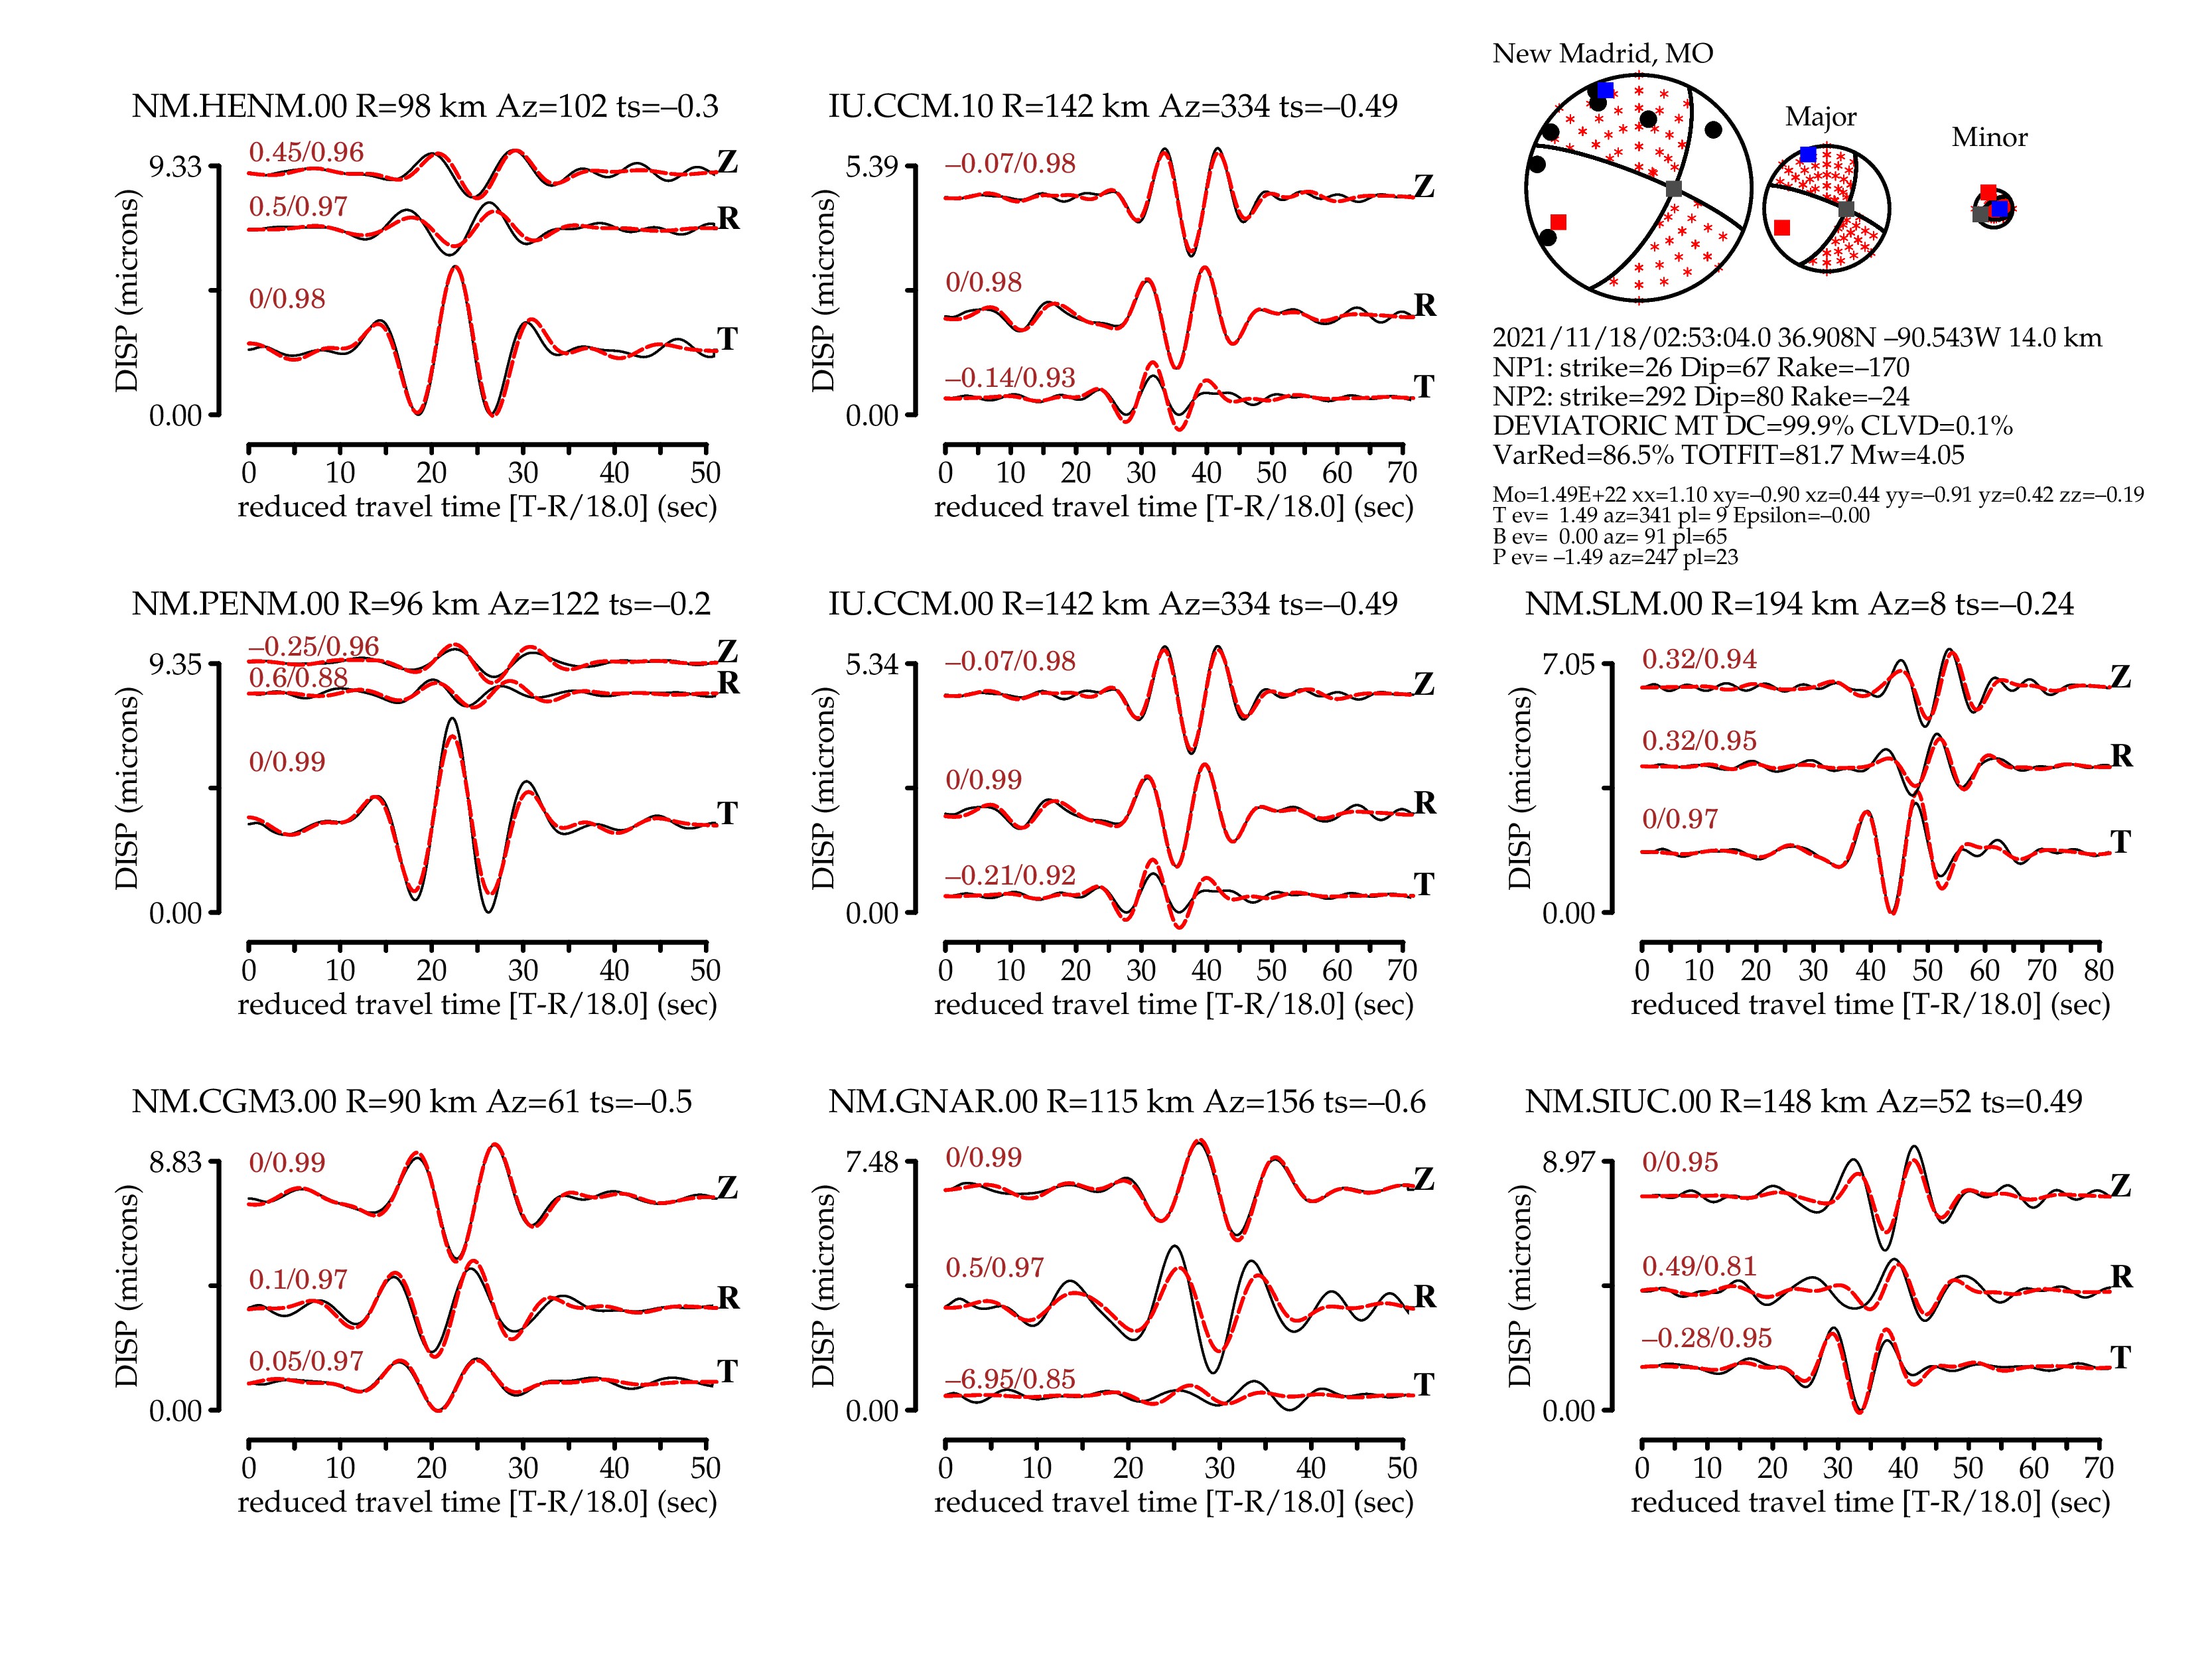 New Madrid, MO
Major
Minor
NM.HENM.00 R=98 km Az=102 ts=–0.3
0.45/0.96
Z
9.33
0.5/0.97
R
0/0.98
T
DISP (microns)
0.00
0 10 20 30 40 50
reduced travel time [T-R/18.0] (sec)
IU.CCM.10 R=142 km Az=334 ts=–0.49
–0.07/0.98
Z
5.39
0/0.98
R
–0.14/0.93
T
DISP (microns)
0.00
0 10 20 30 40 50 60 70
reduced travel time [T-R/18.0] (sec)
2021/11/18/02:53:04.0 36.908N –90.543W 14.0 km
NP1: strike=26 Dip=67 Rake=–170
NP2: strike=292 Dip=80 Rake=–24
DEVIATORIC MT DC=99.9% CLVD=0.1%
VarRed=86.5% TOTFIT=81.7 Mw=4.05
Mo=1.49E+22 xx=1.10 xy=–0.90 xz=0.44 yy=–0.91 yz=0.42 zz=–0.19
T ev= 1.49 az=341 pl= 9 Epsilon=–0.00
B ev= 0.00 az= 91 pl=65
P ev= –1.49 az=247 pl=23
NM.PENM.00 R=96 km Az=122 ts=–0.2
–0.25/0.96
Z
9.35
0.6/0.88
R
0/0.99
T
DISP (microns)
0.00
0 10 20 30 40 50
reduced travel time [T-R/18.0] (sec)
IU.CCM.00 R=142 km Az=334 ts=–0.49
–0.07/0.98
Z
5.34
0/0.99
R
–0.21/0.92
T
DISP (microns)
0.00
0 10 20 30 40 50 60 70
reduced travel time [T-R/18.0] (sec)
NM.SLM.00 R=194 km Az=8 ts=–0.24
0.32/0.94
Z
7.05
0.32/0.95
R
0/0.97
T
DISP (microns)
0.00
0 10 20 30 40 50 60 70 80
reduced travel time [T-R/18.0] (sec)
NM.CGM3.00 R=90 km Az=61 ts=–0.5
0/0.99
Z
8.83
0.1/0.97
R
0.05/0.97
T
DISP (microns)
0.00
0 10 20 30 40 50
reduced travel time [T-R/18.0] (sec)
NM.GNAR.00 R=115 km Az=156 ts=–0.6
0/0.99
Z
7.48
0.5/0.97
R
–6.95/0.85
T
DISP (microns)
0.00
0 10 20 30 40 50
reduced travel time [T-R/18.0] (sec)
NM.SIUC.00 R=148 km Az=52 ts=0.49
0/0.95
Z
8.97
0.49/0.81
R
–0.28/0.95
T
DISP (microns)
0.00
0 10 20 30 40 50 60 70
reduced travel time [T-R/18.0] (sec)